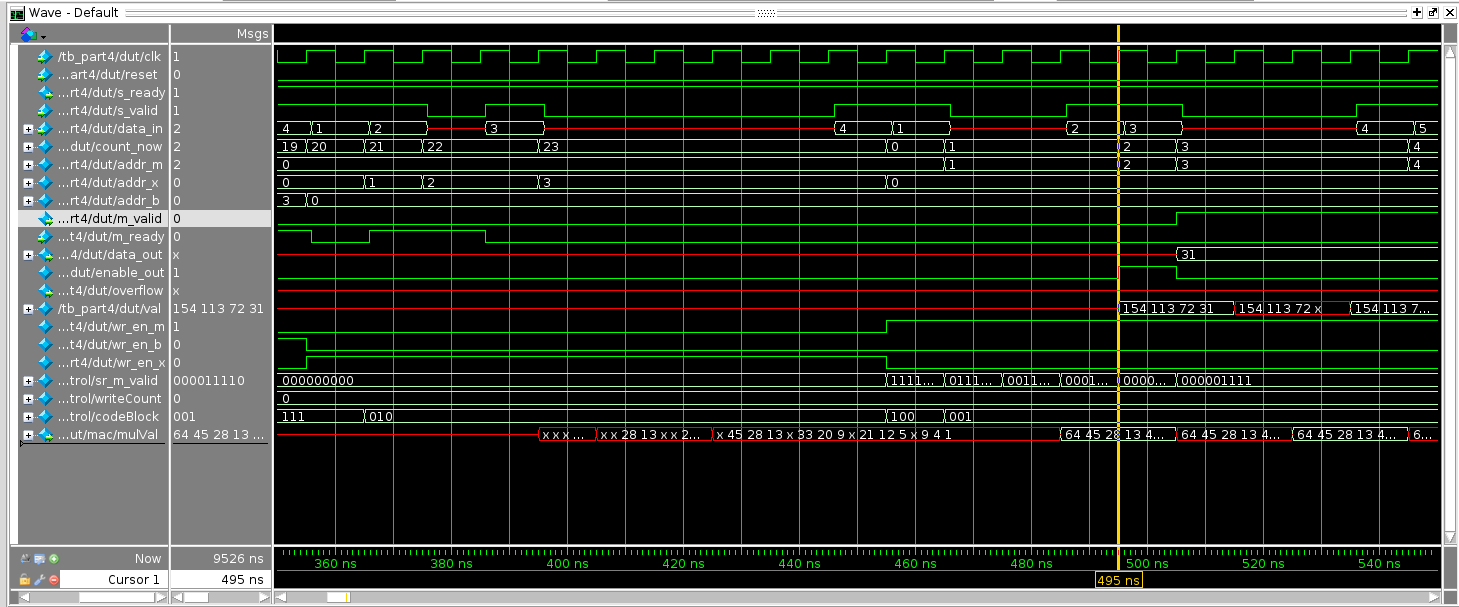 Wave - Default
Msgs
/tb_part4/dut/clk 1
...art4/dut/reset 0
...rt4/dut/s_ready 1
...rt4/dut/s_valid 1
...rt4/dut/data_in 2 4 1 2 3 4 1 2 3 4 5
...dut/count_now 2 19 20 21 22 23 0 1 2 3 4
...rt4/dut/addr_m 2 0 1 2 3 4
...rt4/dut/addr_x 0 0 1 2 3 0
...rt4/dut/addr_b 0 3 0
...rt4/dut/m_valid 0
...t4/dut/m_ready 0
...4/dut/data_out x 31
...dut/enable_out 1
...t4/dut/overflow x
/tb_part4/dut/val 154 113 72 31 154 113 72 31 154 113 72 x 154 113 7...
...t4/dut/wr_en_m 1
...t4/dut/wr_en_b 0
...rt4/dut/wr_en_x 0
...trol/sr_m_valid 000011110 000000000 1111... 0111... 0011... 0001... 0000... 000001111
...trol/writeCount 0 0
...trol/codeBlock 001 111 010 100 001
...ut/mac/mulVal 64 45 28 13 ... x x x ... x x 28 13 x x 2... x 45 28 13 x 33 20 9 x 21 12 5 x 9 4 1 64 45 28 13 4... 64 45 28 13 4... 64 45 28 13 4... 6...
Now 9526 ns
360 ns 380 ns 400 ns 420 ns 440 ns 460 ns 480 ns 500 ns 520 ns 540 ns
Cursor 1 495 ns 495 ns